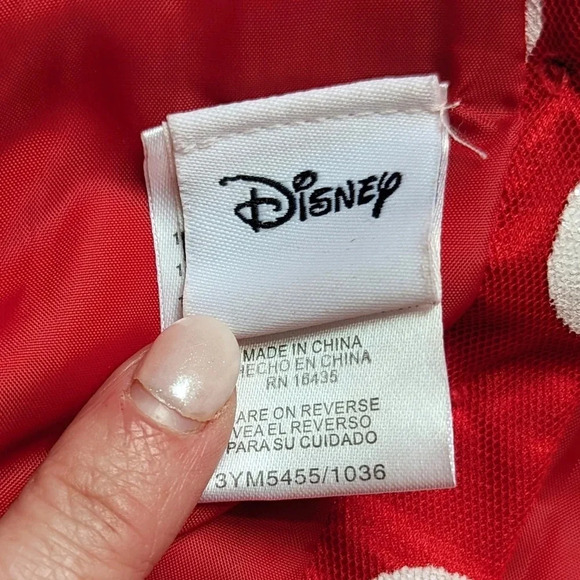 Disney
MADE IN CHINA
HECHO EN CHINA
RN 16435
ARE ON REVERSE
VEA EL REVERSO
PARA SU CUIDADO
3YM5455/1036